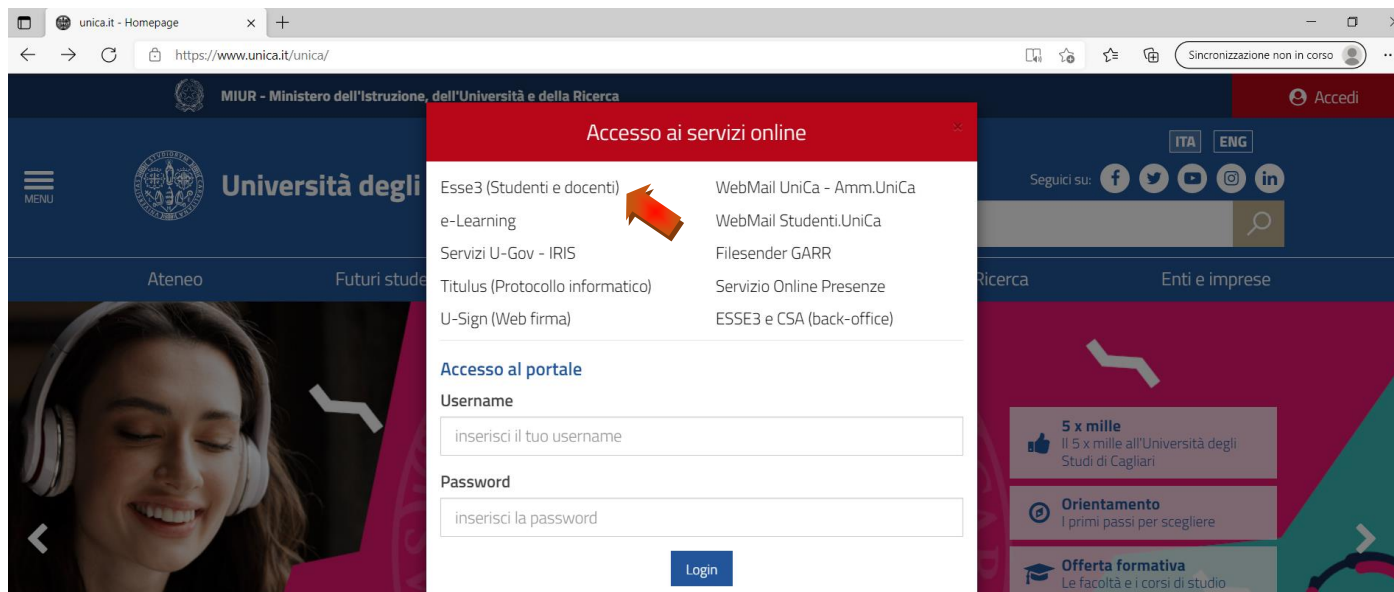 unica.it - Homepage
https://www.unica.it/unica/
Sincronizzazione non in corso
MIUR - Ministero dell'Istruzione, dell'Università e della Ricerca
Accedi
Accesso ai servizi online
ITA ENG
MENU
Università degli
Seguici su:
Esse3 (Studenti e docenti)
WebMail UniCa - Amm.UniCa
e-Learning
WebMail Studenti.UniCa
Servizi U-Gov - IRIS
Filesender GARR
Ateneo
Futuri stude
Titulus (Protocollo informatico)
Servizio Online Presenze
Ricerca
Enti e imprese
U-Sign (Web firma)
ESSE3 e CSA (back-office)
Accesso al portale
Username
inserisci il tuo username
Password
inserisci la password
Login
5 x mille
Il 5 x mille all'Università degli
Studi di Cagliari
Orientamento
I primi passi per scegliere
Offerta formativa
Le facoltà e i corsi di studio